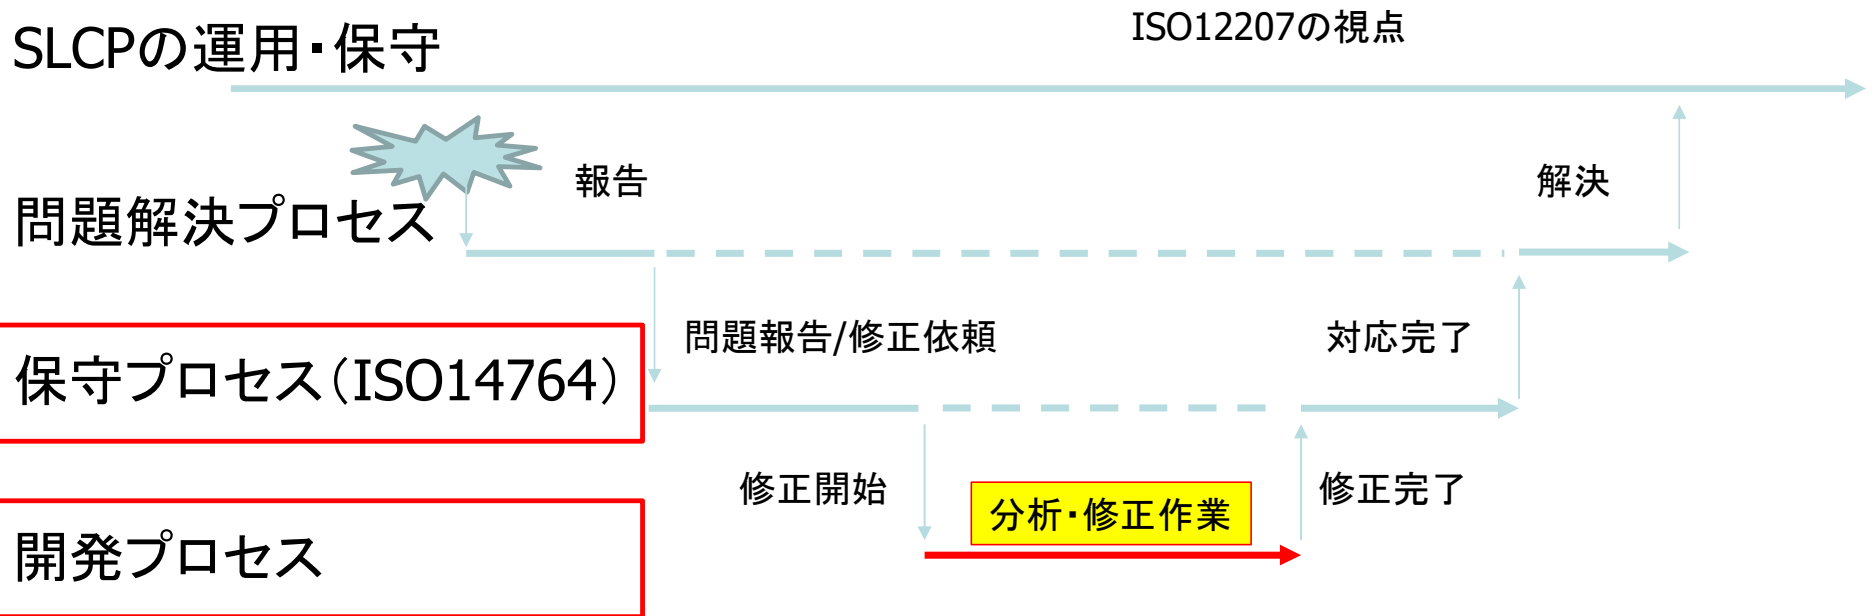 ISO12207の視点
SLCPの運用・保守
報告
解決
問題解決プロセス
問題報告/修正依頼
対応完了
保守プロセス（ISO14764）
修正開始
分析・修正作業
修正完了
開発プロセス